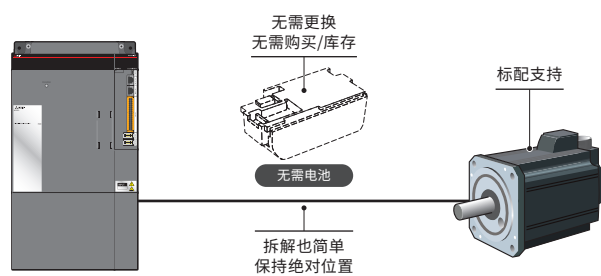 无需更换
无需购买/库存
标配支持
无需电池
拆解也简单
保持绝对位置